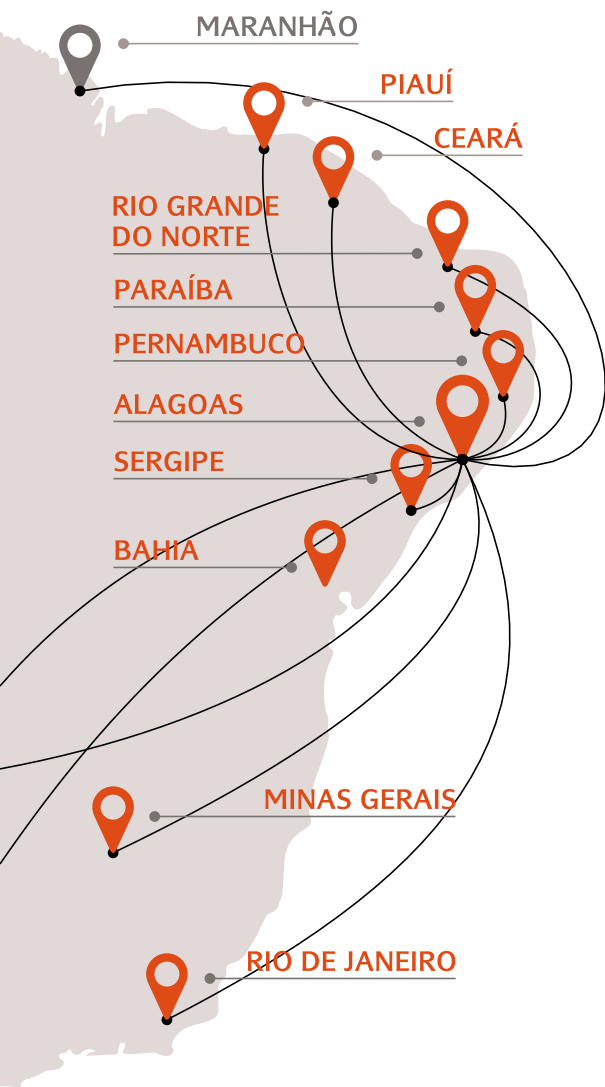 MARANHÃO
PIAUÍ
CEARÁ
RIO GRANDE
DO NORTE
PARAÍBA
PERNAMBUCO
ALAGOAS
SERGIPE
BAHIA
MINAS GERAIS
RIO DE JANEIRO